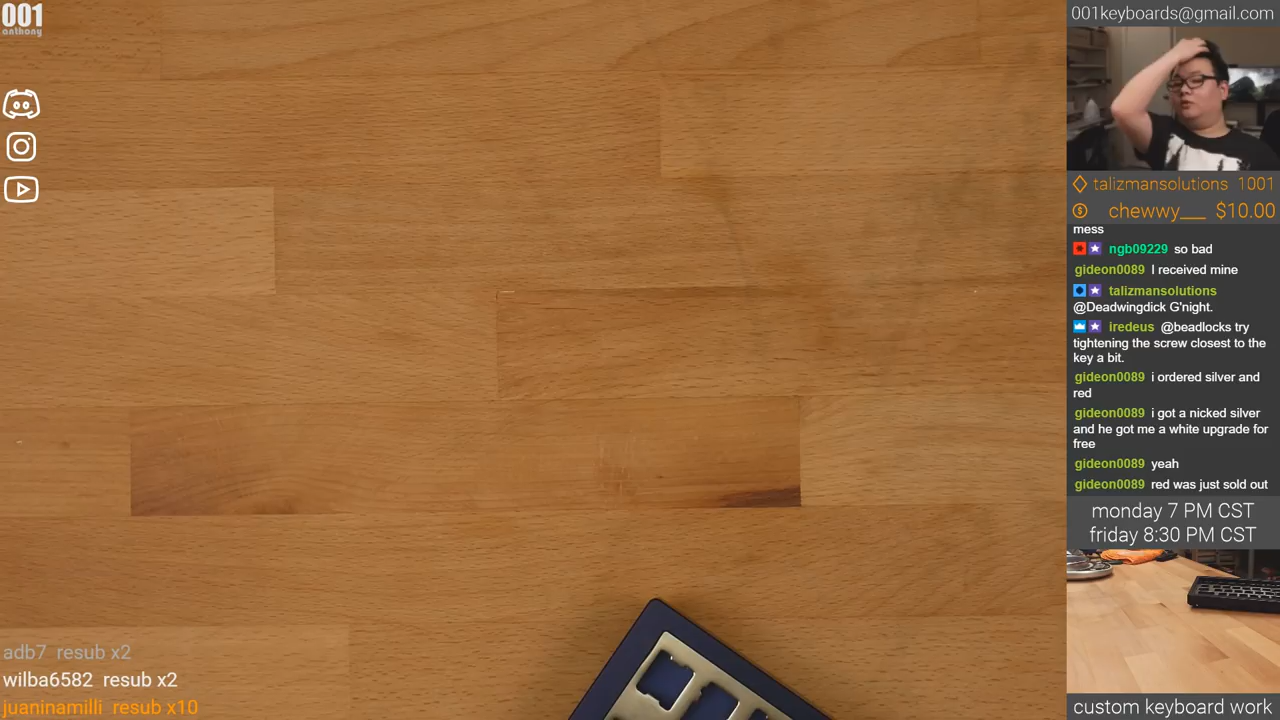 001
anthony
adb7 resub x2
wilba6582 resub x2
juaninamilli resub x10
001keyboards@gmail.com
talizmansolutions 1001
chewwy___ $10.00
mess
ngb09229 so bad
gideon0089 I received mine
talizmansolutions
@Deadwingdick G'night.
iredeus @beadlocks try
tightening the screw closest to the
key a bit.
gideon0089 i ordered silver and
red
gideon0089 i got a nicked silver
and he got me a white upgrade for
free
gideon0089 yeah
gideon0089 red was just sold out
monday 7 PM CST
friday 8:30 PM CST
custom keyboard work